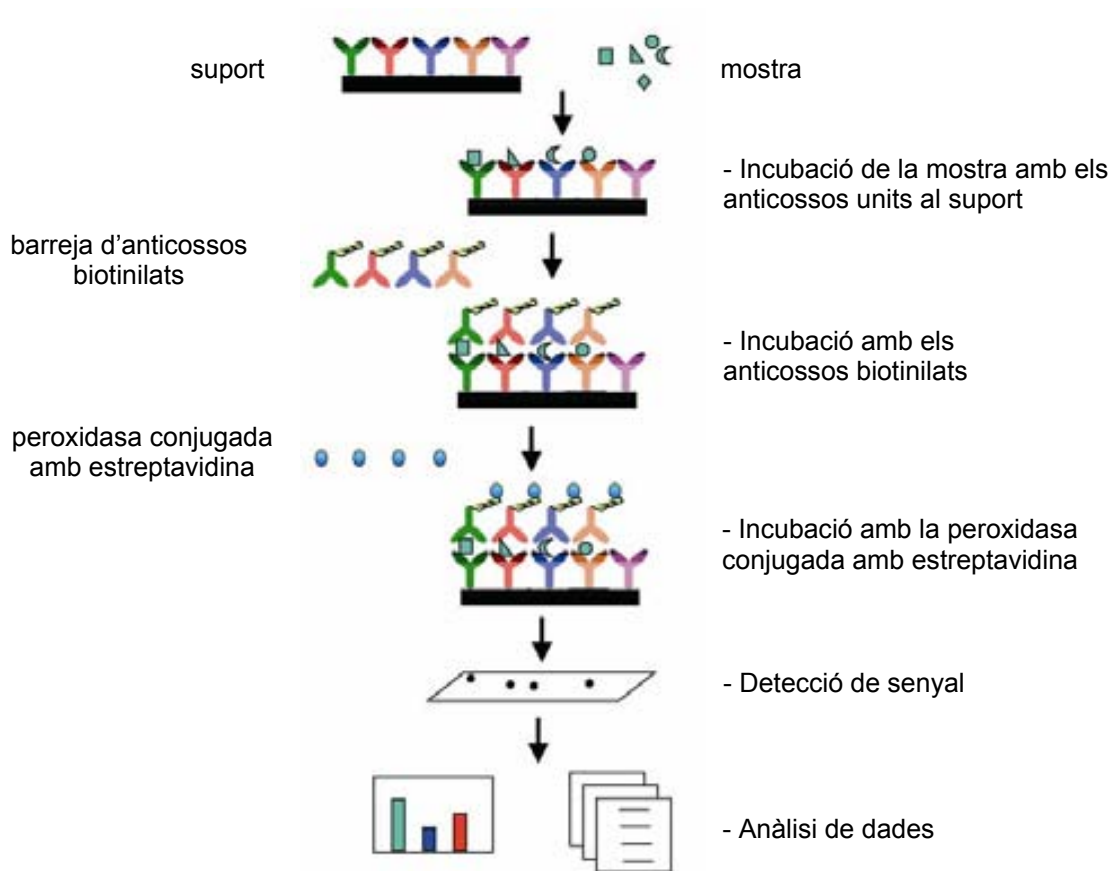 suport
mostra
- Incubació de la mostra amb els
anticossos units al suport
barreja d'anticossos
biotinilats
- Incubació amb els
anticossos biotinilats
peroxidasa conjugada
amb estreptavidina
- Incubació amb la peroxidasa
conjugada amb estreptavidina
- Detecció de senyal
- Anàlisi de dades